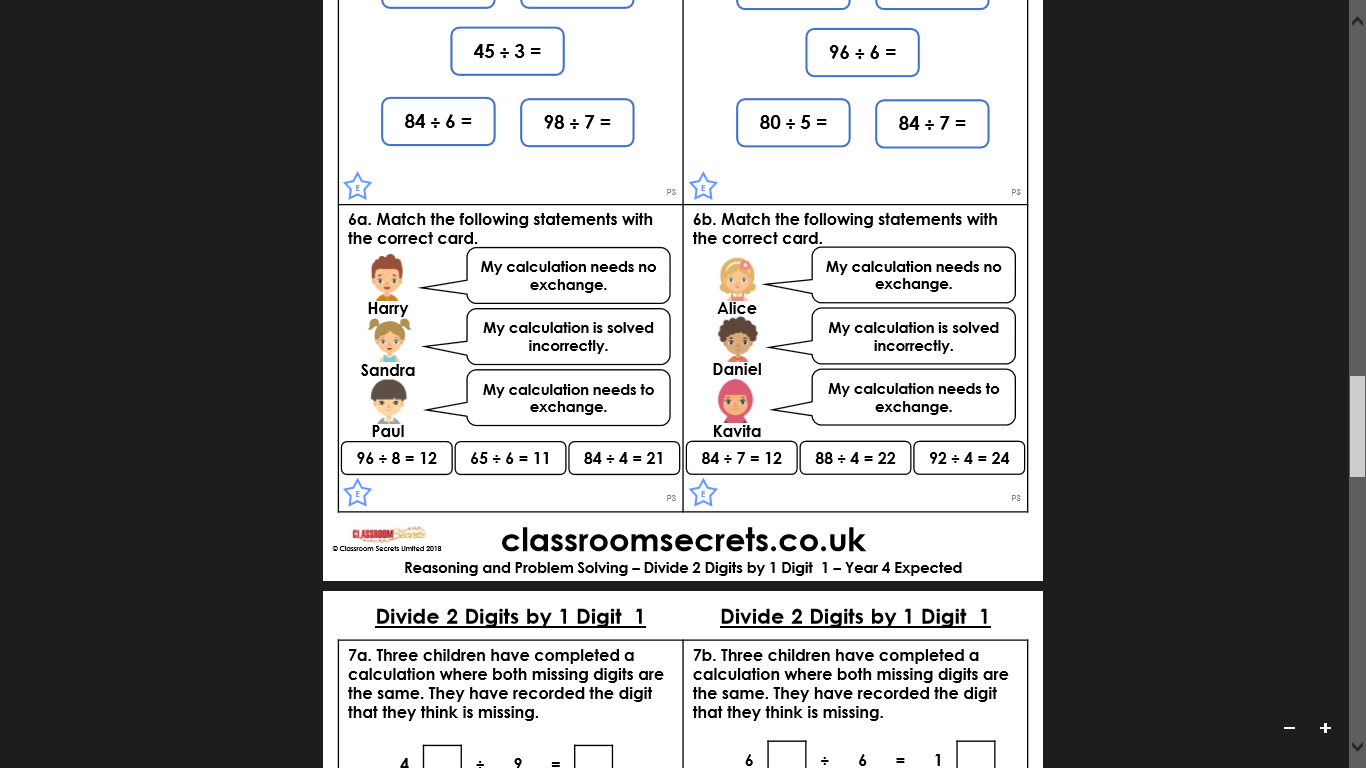 45 ÷ 3 =
96 ÷ 6 =
84 ÷ 6 =
98 ÷ 7 =
80 ÷ 5 =
84 ÷ 7 =
E
PS
E
PS
6a. Match the following statements with
the correct card.
My calculation needs no
exchange.
Harry
My calculation is solved
incorrectly.
Sandra
My calculation needs to
exchange.
Paul
96 ÷ 8 = 12
65 ÷ 6 = 11
84 ÷ 4 = 21
E
PS
6b. Match the following statements with
the correct card.
My calculation needs no
exchange.
Alice
My calculation is solved
incorrectly.
Daniel
My calculation needs to
exchange.
Kavita
84 ÷ 7 = 12
88 ÷ 4 = 22
92 ÷ 4 = 24
E
PS
CLASSROOM Secrets
© Classroom Secrets Limited 2018
classroomsecrets.co.uk
Reasoning and Problem Solving – Divide 2 Digits by 1 Digit 1 – Year 4 Expected
Divide 2 Digits by 1 Digit 1
Divide 2 Digits by 1 Digit 1
7a. Three children have completed a
calculation where both missing digits are
the same. They have recorded the digit
that they think is missing.
4 ÷ 9 =
7b. Three children have completed a
calculation where both missing digits are
the same. They have recorded the digit
that they think is missing.
6 ÷ 6 = 1